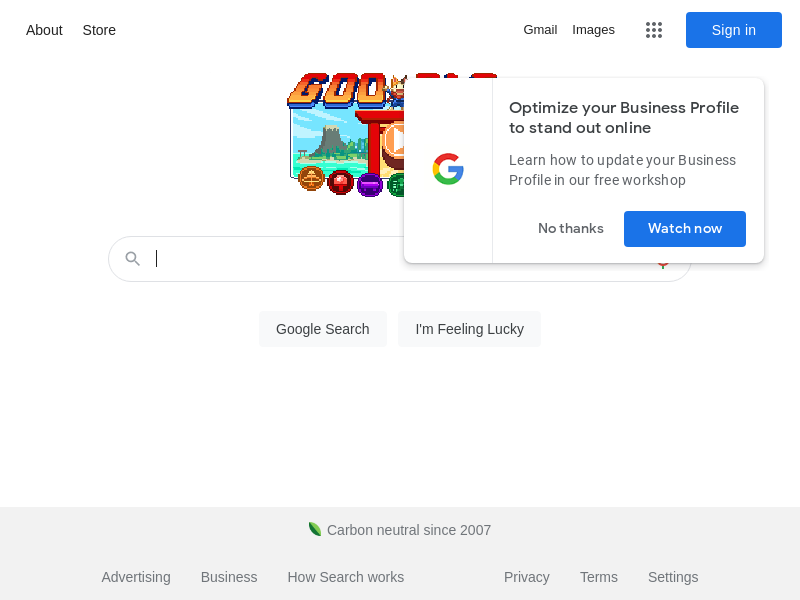 About
Store
Gmail
Images
Sign in
Optimize your Business Profile
to stand out online
Learn how to update your Business
Profile in our free workshop
No thanks
Watch now
Google Search
I'm Feeling Lucky
Carbon neutral since 2007
Advertising
Business
How Search works
Privacy
Terms
Settings